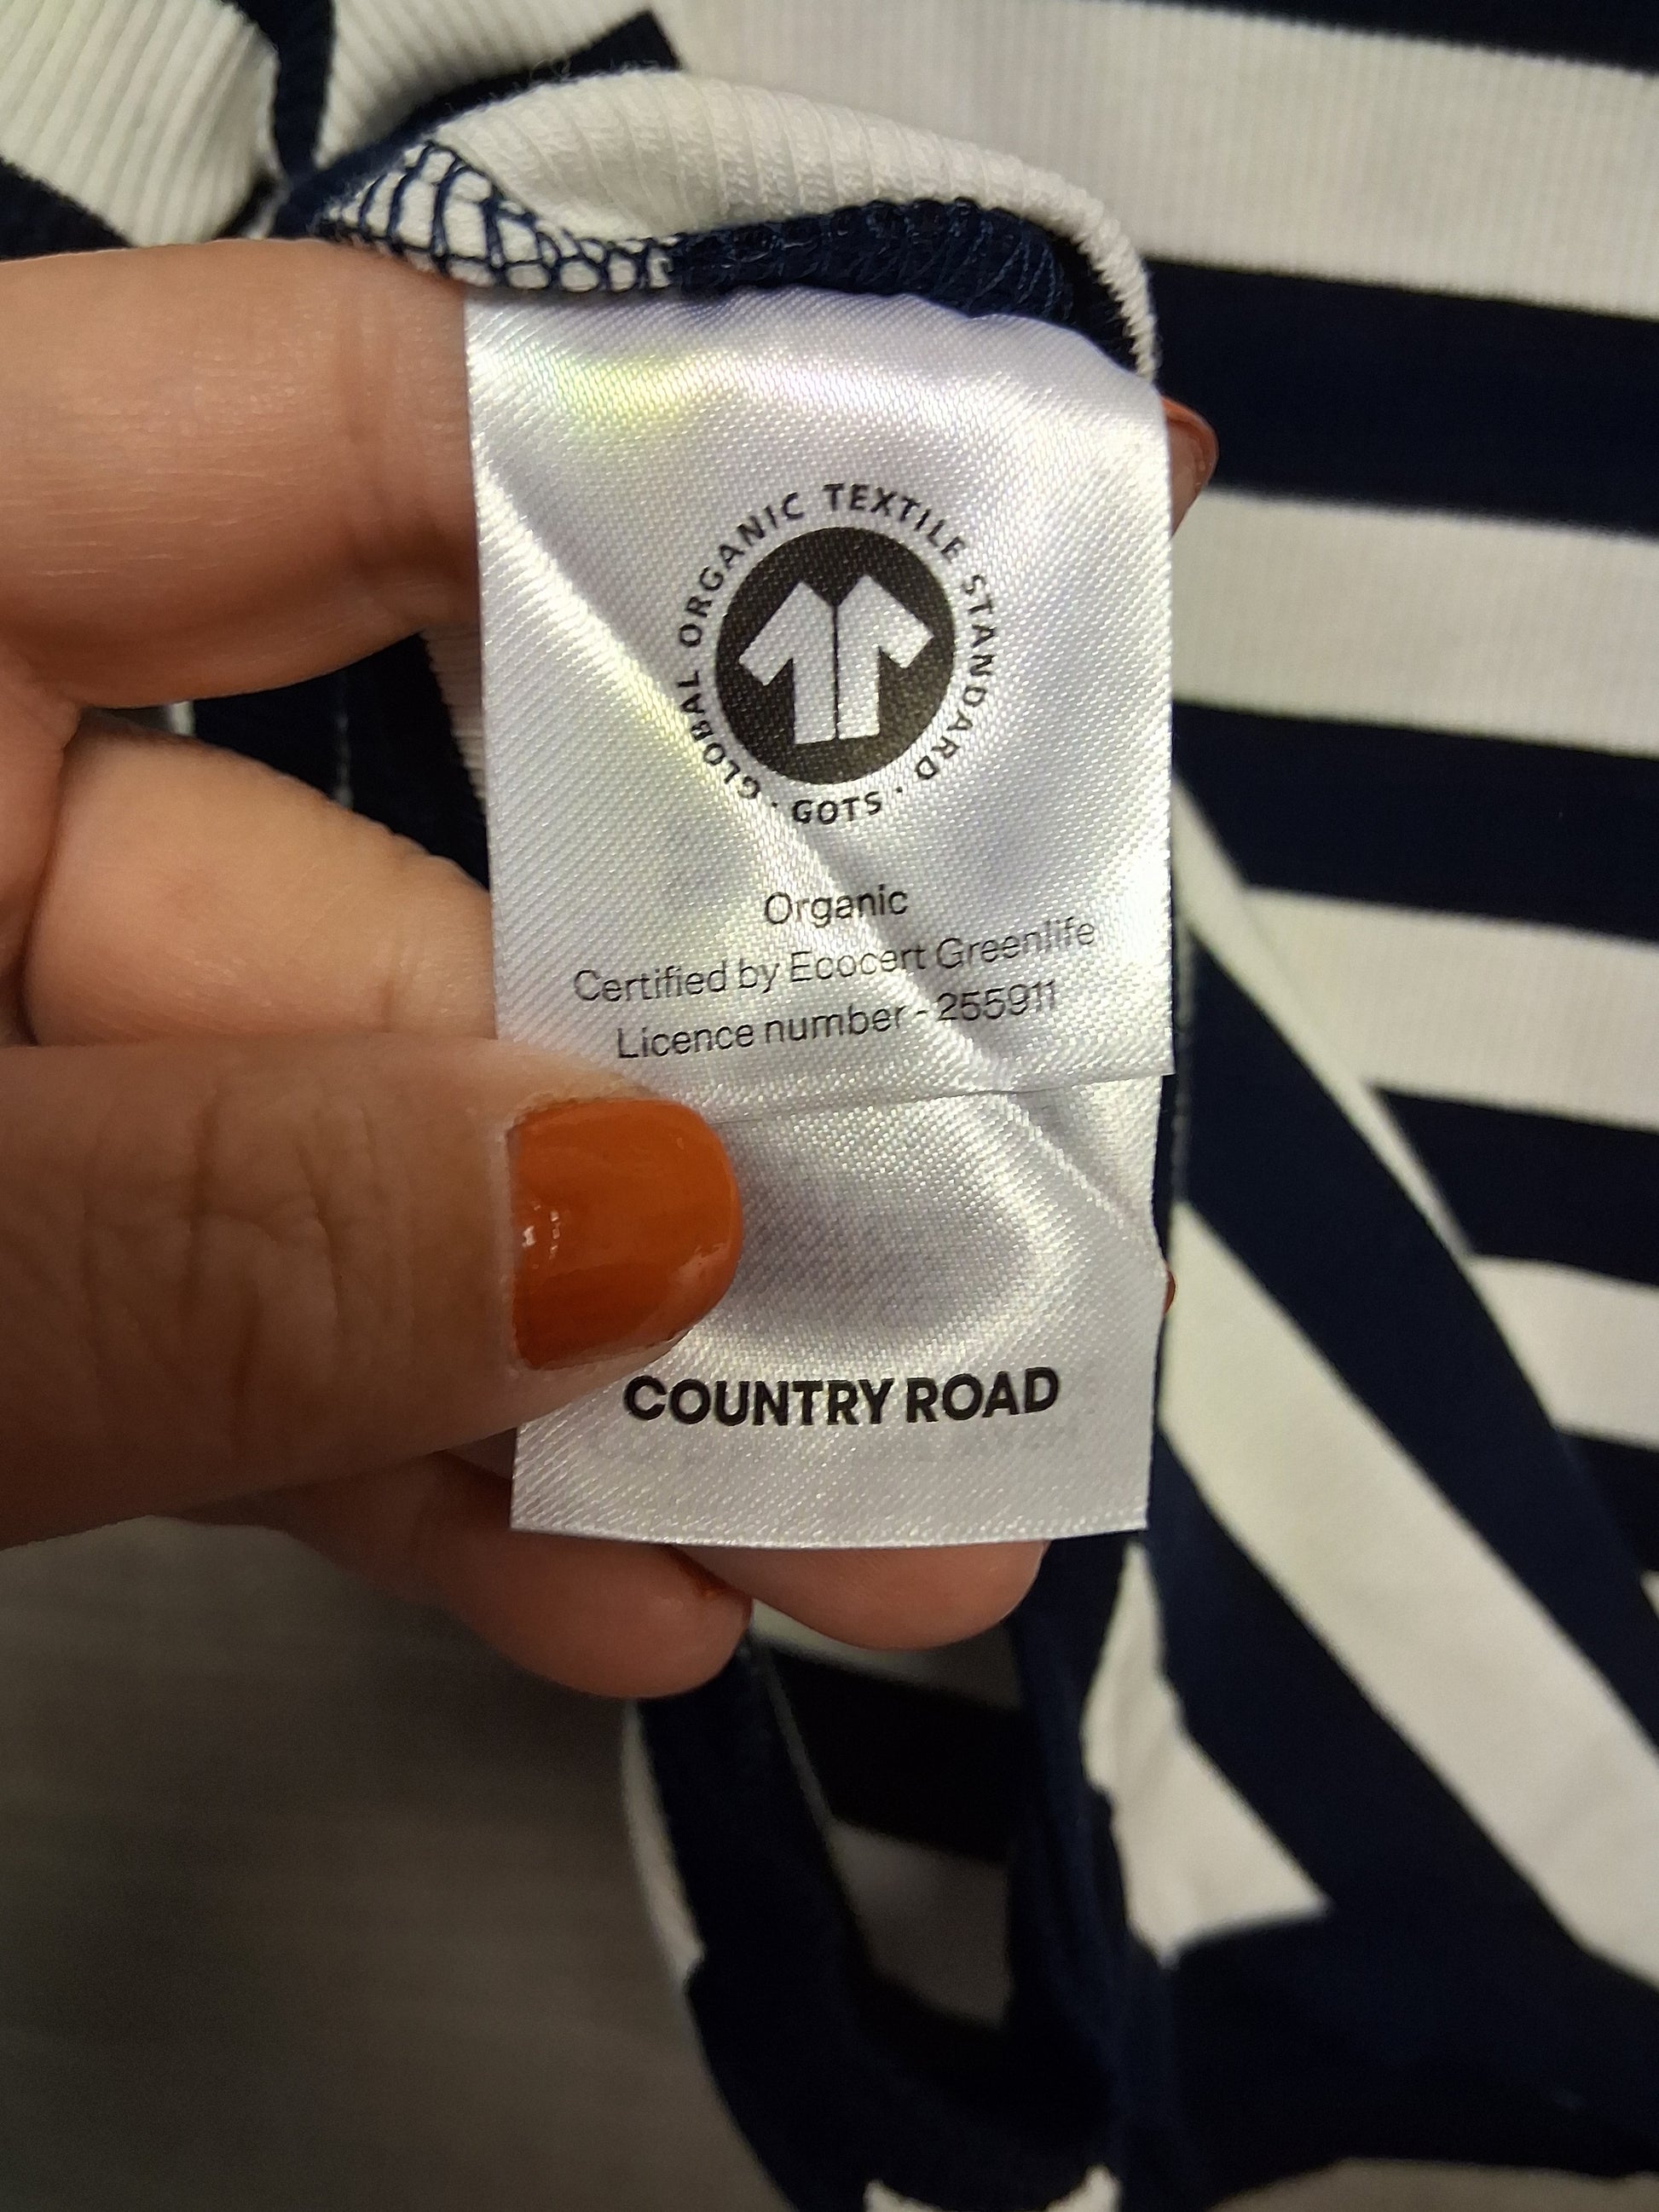 GLOBAL ORGANIC TEXTILE STANDARD · GOTS ·
Organic
Certified by Ecocert Greenlife
Licence number - 255911
COUNTRY ROAD